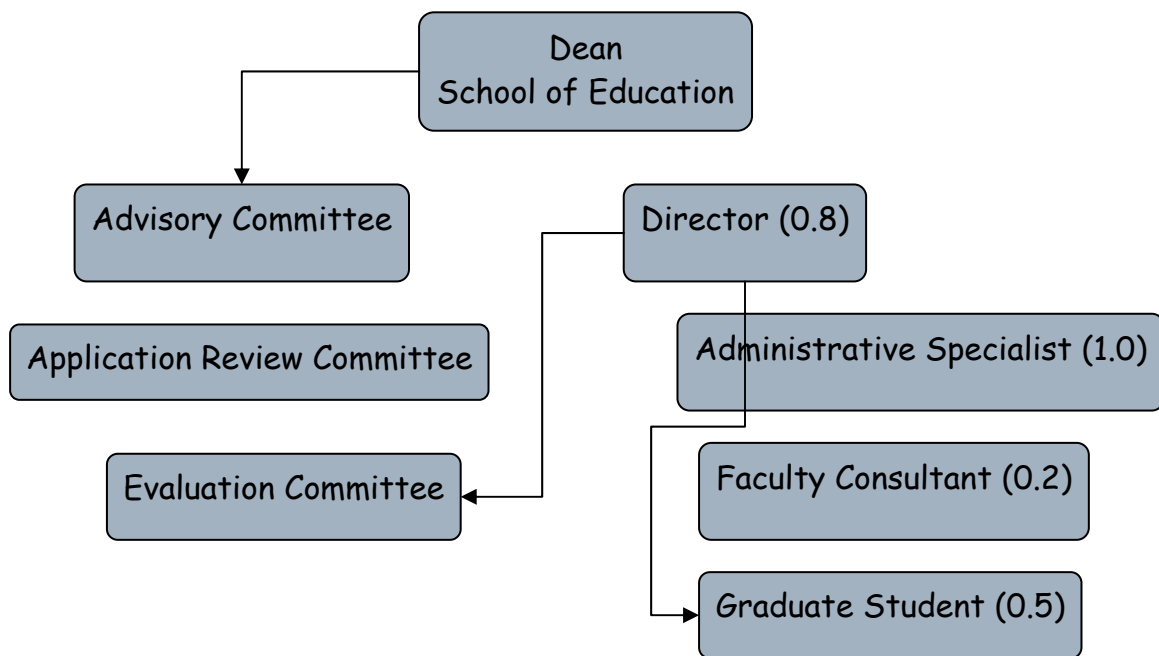 Dean
School of Education
Advisory Committee
Director (0.8)
Application Review Committee
Administrative Specialist (1.0)
Evaluation Committee
Faculty Consultant (0.2)
Graduate Student (0.5)